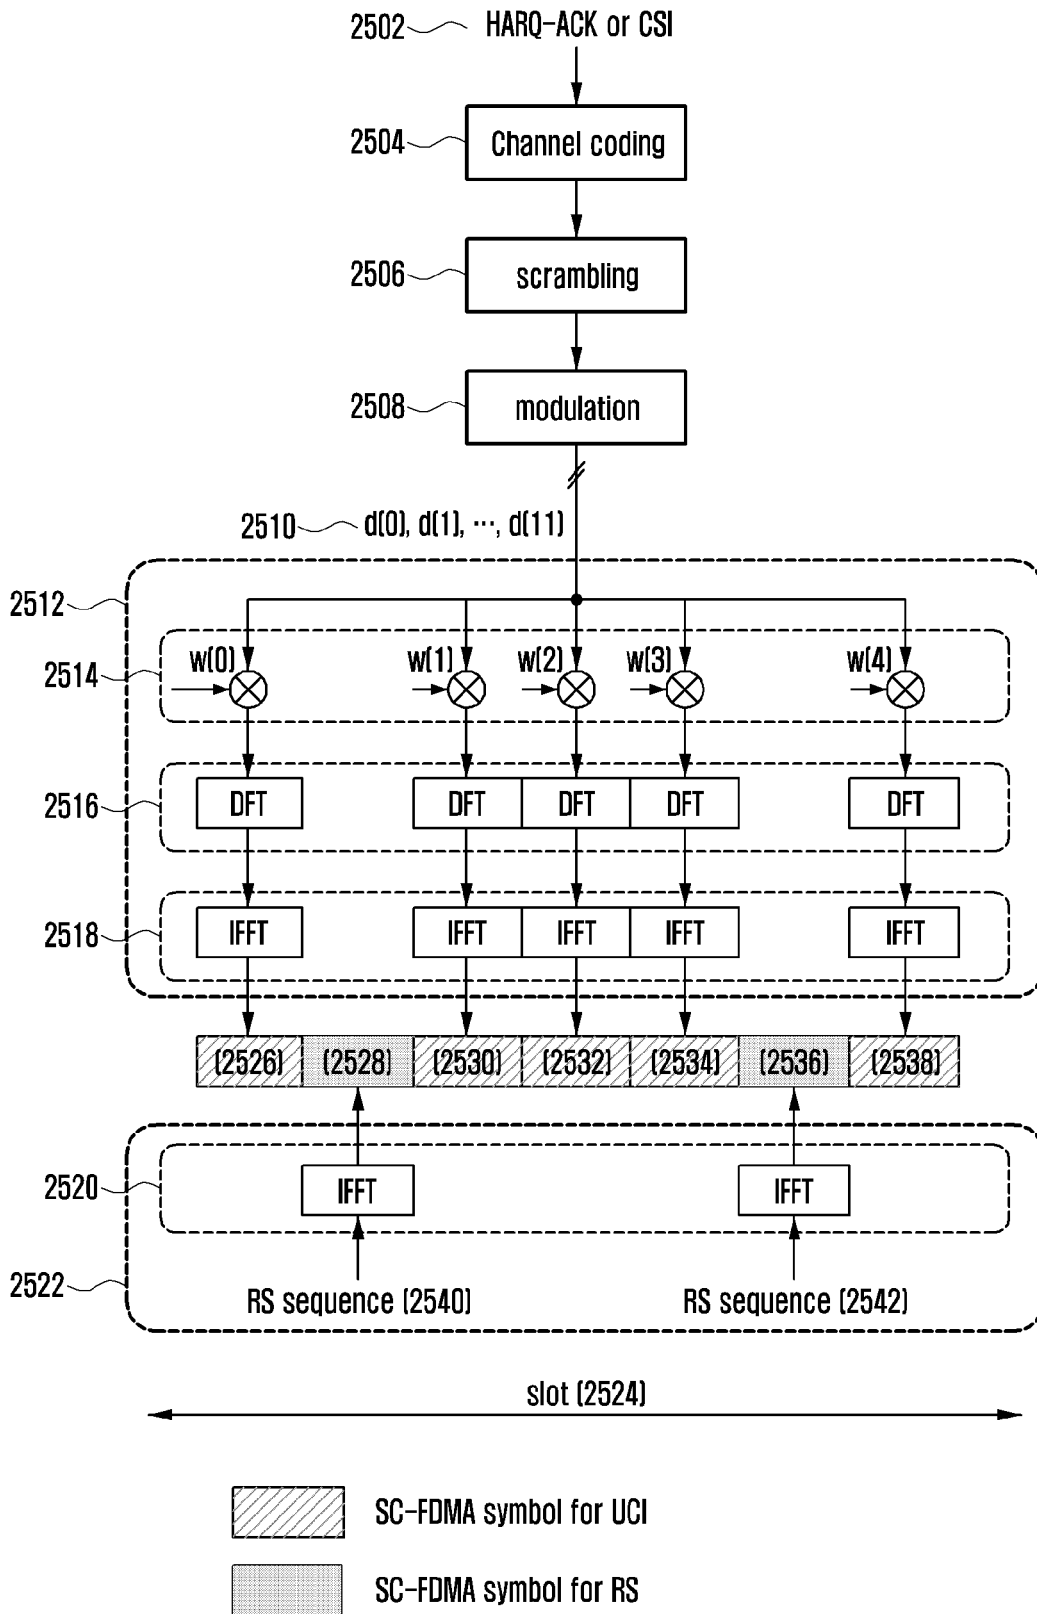 2502 HARQ-ACK or CSI
2504 Channel coding
2506 scrambling
2508 modulation
2510 d(0), d(1), ···, d(11)
2512
2514 w(0) w(1) w(2) w(3) w(4)
2516 DFT DFT DFT DFT DFT
2518 IFFT IFFT IFFT IFFT IFFT
(2526) (2528) (2530) (2532) (2534) (2536) (2538)
2520 IFFT IFFT
2522
RS sequence (2540) RS sequence (2542)
slot (2524)
SC-FDMA symbol for UCI
SC-FDMA symbol for RS